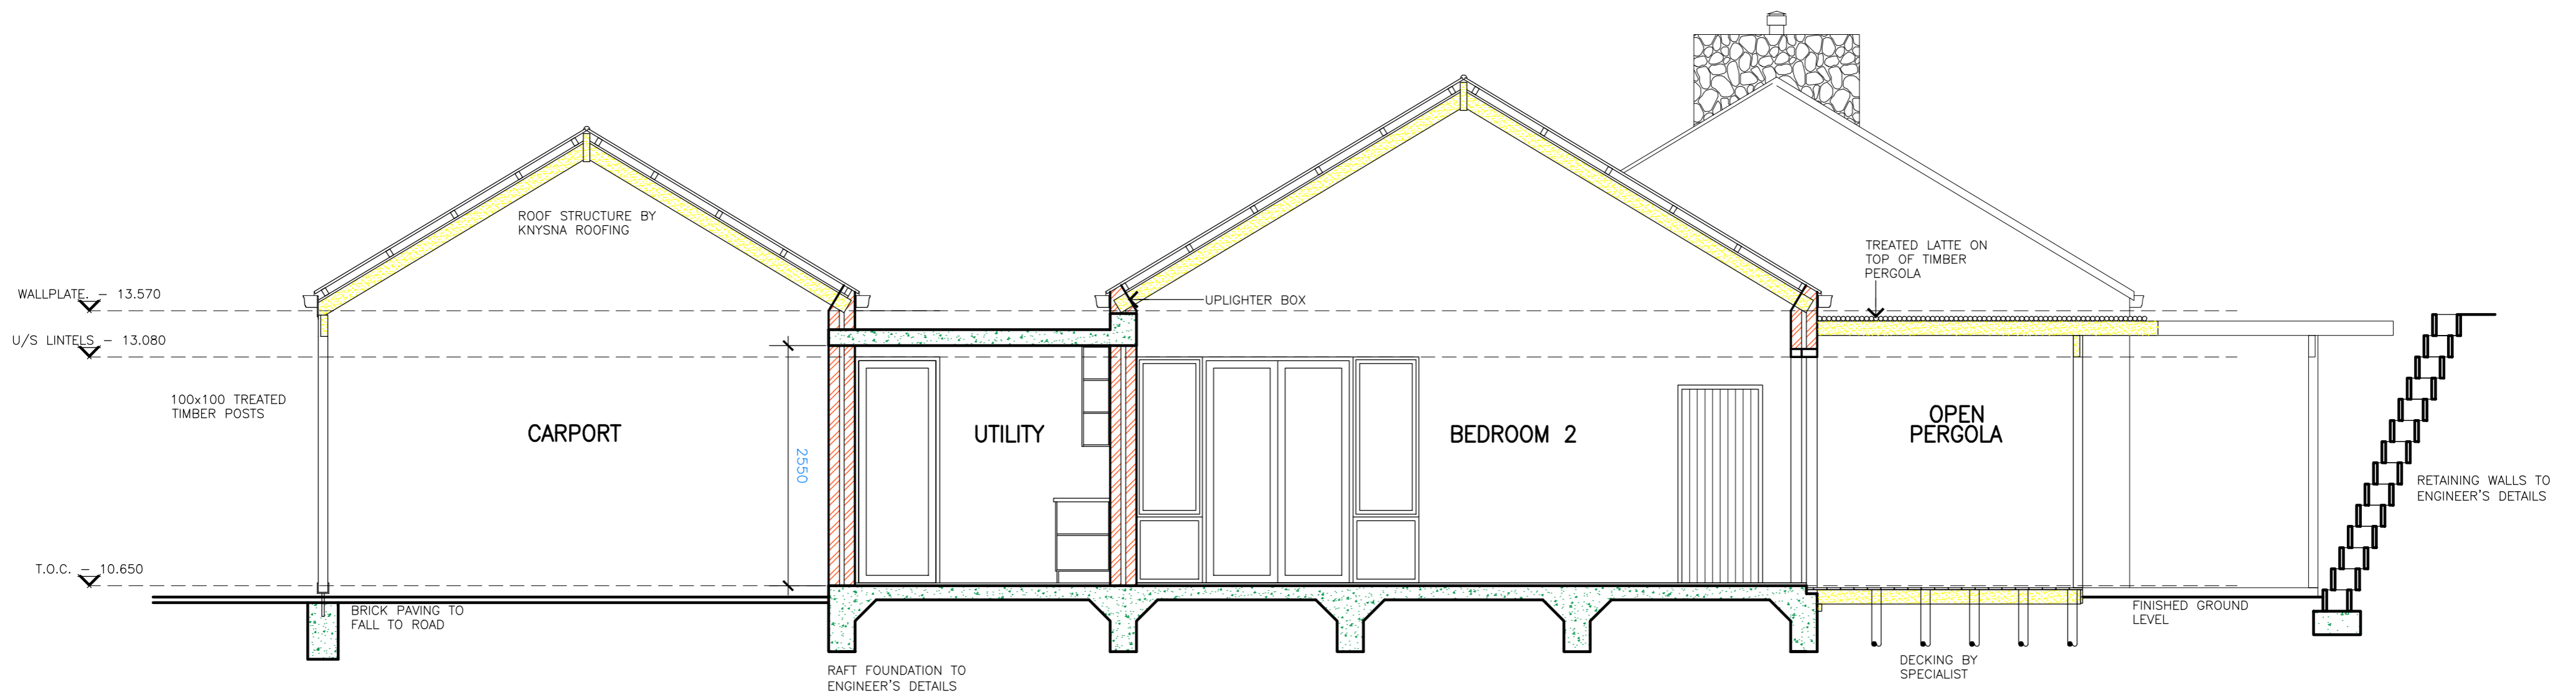 ROOF STRUCTURE BY
KNYSNA ROOFING
TREATED LATTE ON
TOP OF TIMBER
PERGOLA
WALLPLATE. - 13.570
UPLIGHTER BOX
U/S LINTELS - 13.080
100x100 TREATED
TIMBER POSTS
CARPORT
2550
UTILITY
BEDROOM 2
OPEN
PERGOLA
RETAINING WALLS TO
ENGINEER'S DETAILS
T.O.C. - 10.650
BRICK PAVING TO
FALL TO ROAD
FINISHED GROUND
LEVEL
RAFT FOUNDATION TO
ENGINEER'S DETAILS
DECKING BY
SPECIALIST